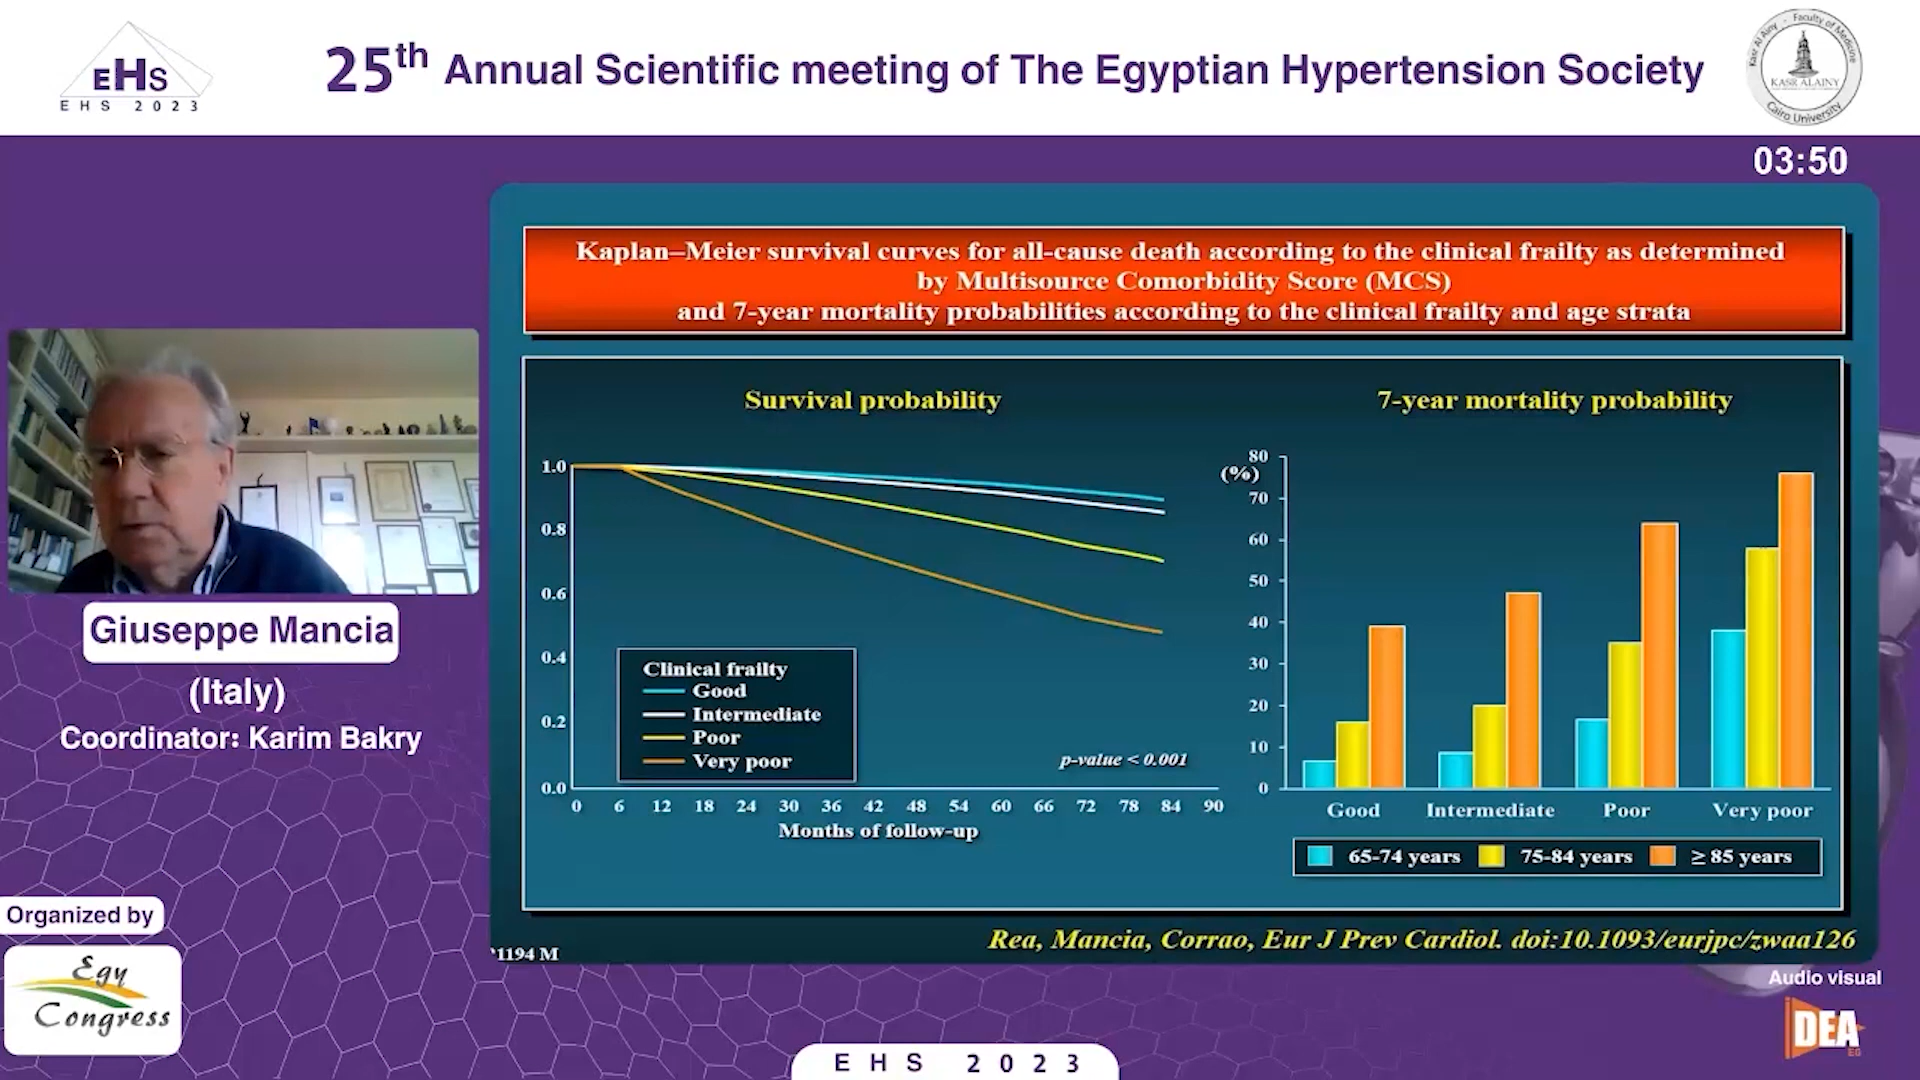 EHS
EHS 2023
25th Annual Scientific meeting of The Egyptian Hypertension Society
Kasr Al Ainy - Faculty of Medicine
KASR ALAINY
Cairo University
03:50
Kaplan–Meier survival curves for all-cause death according to the clinical frailty as determined
by Multisource Comorbidity Score (MCS)
and 7-year mortality probabilities according to the clinical frailty and age strata
Survival probability
1.0
0.8
0.6
0.4
0.2
0.0
Clinical frailty
Good
Intermediate
Poor
Very poor
p-value < 0.001
0 6 12 18 24 30 36 42 48 54 60 66 72 78 84 90
Months of follow-up
7-year mortality probability
(%)
80
70
60
50
40
30
20
10
0
Good Intermediate Poor Very poor
65-74 years 75-84 years ≥ 85 years
Rea, Mancia, Corrao, Eur J Prev Cardiol. doi:10.1093/eurjpc/zwaa126
1194 M
Giuseppe Mancia
(Italy)
Coordinator: Karim Bakry
Organized by
Egy
Congress
Audio visual
DEA
EG
EHS 2023